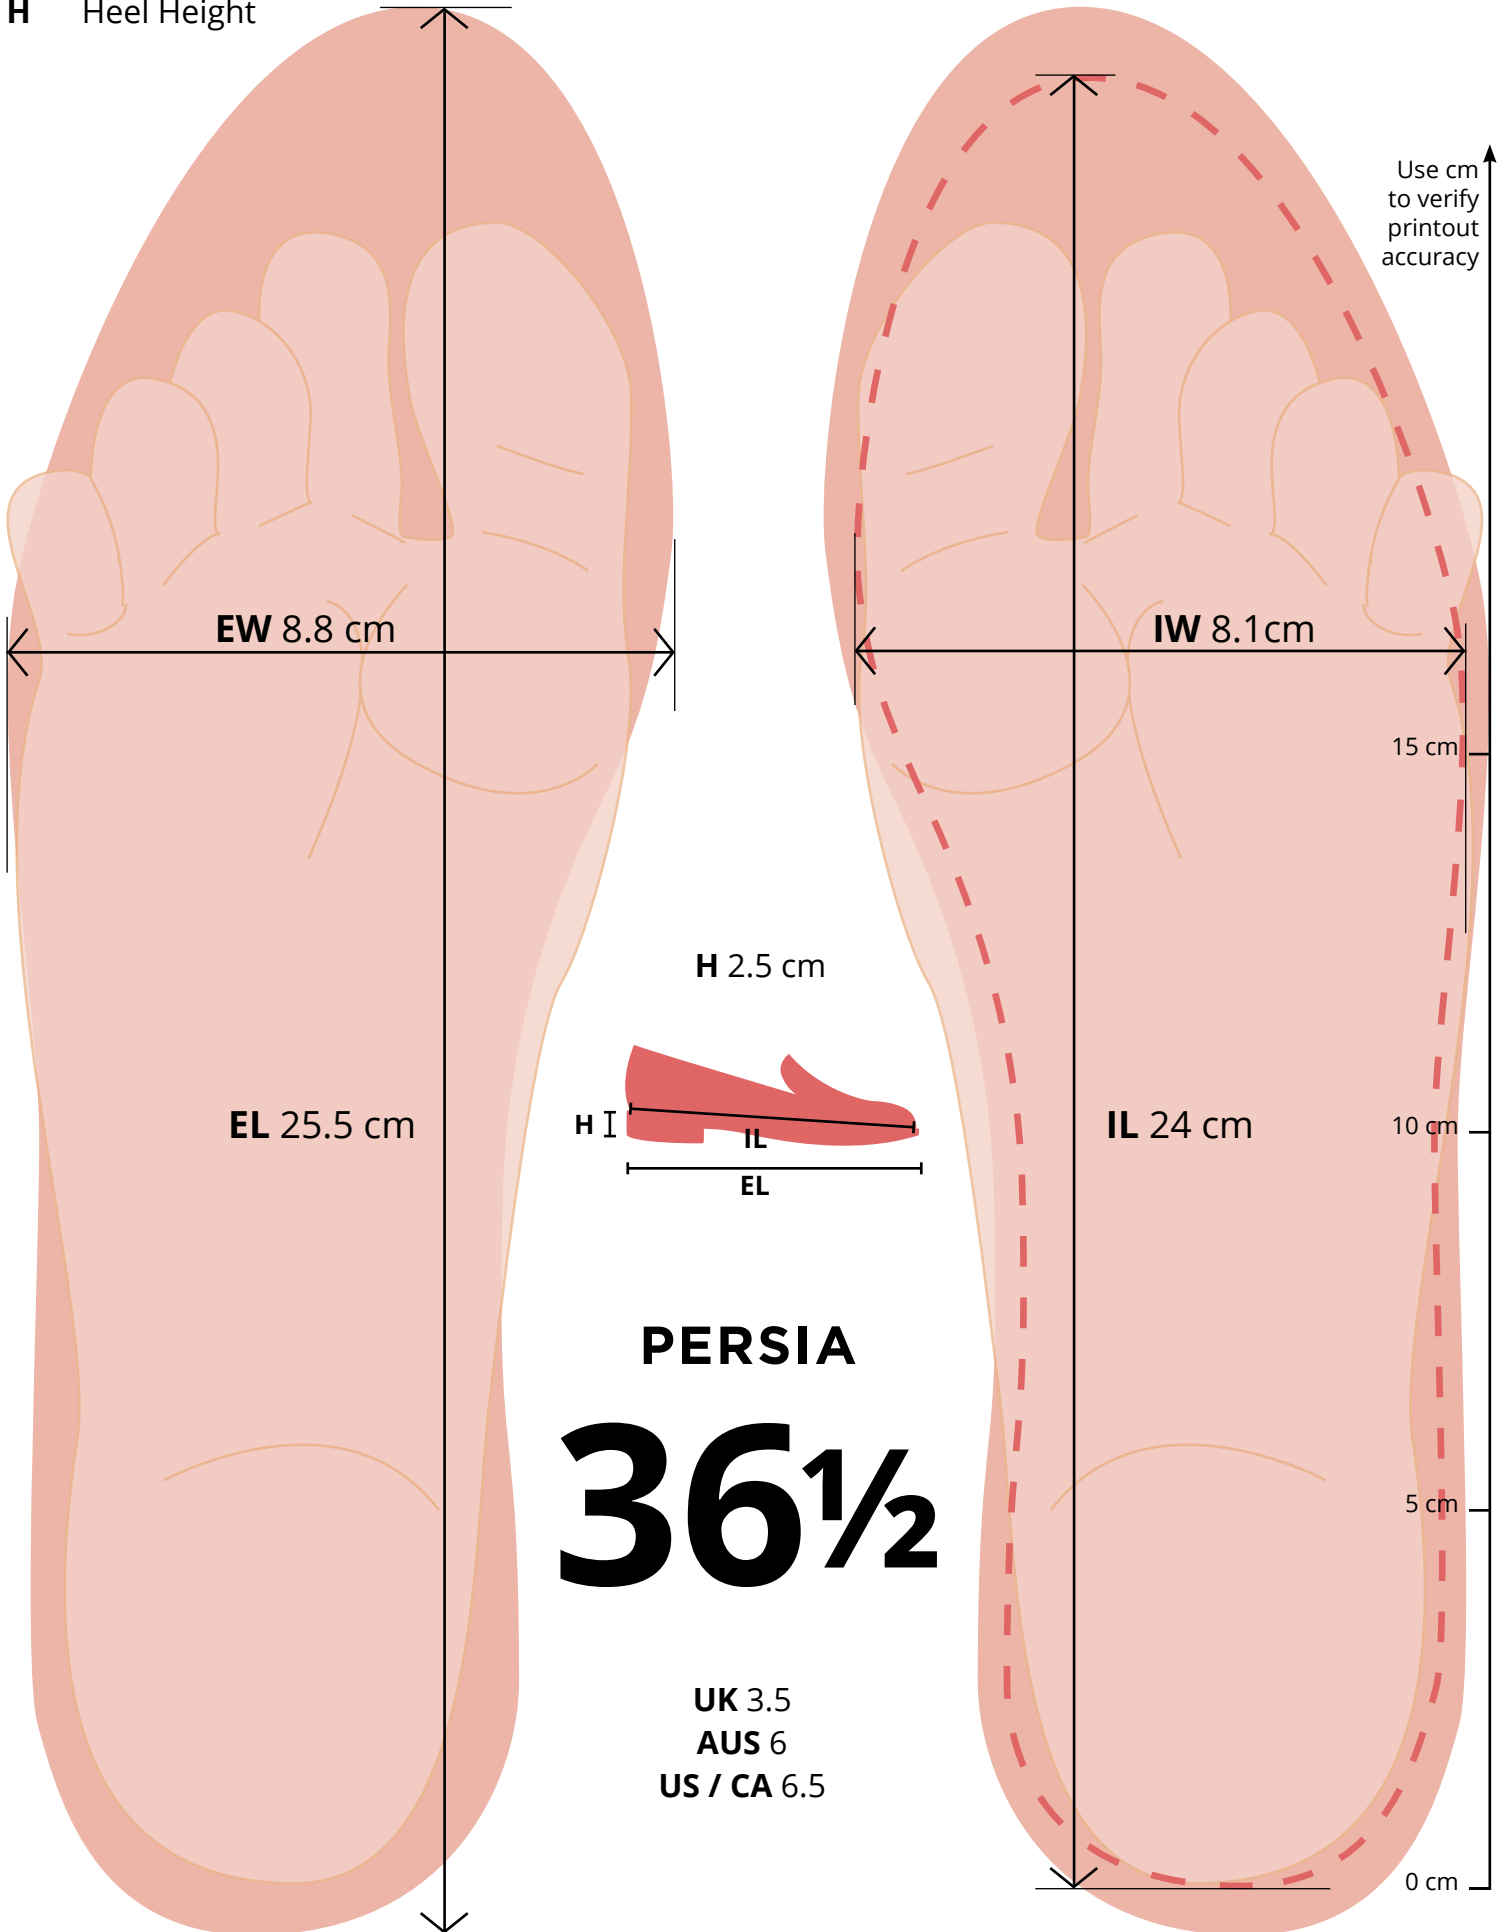 H Heel Height
Use cm
to verify
printout
accuracy
EW 8.8 cm
IW 8.1cm
15 cm
H 2.5 cm
EL 25.5 cm
H
IL
EL
IL 24 cm
10 cm
PERSIA
36½
5 cm
UK 3.5
AUS 6
US / CA 6.5
0 cm